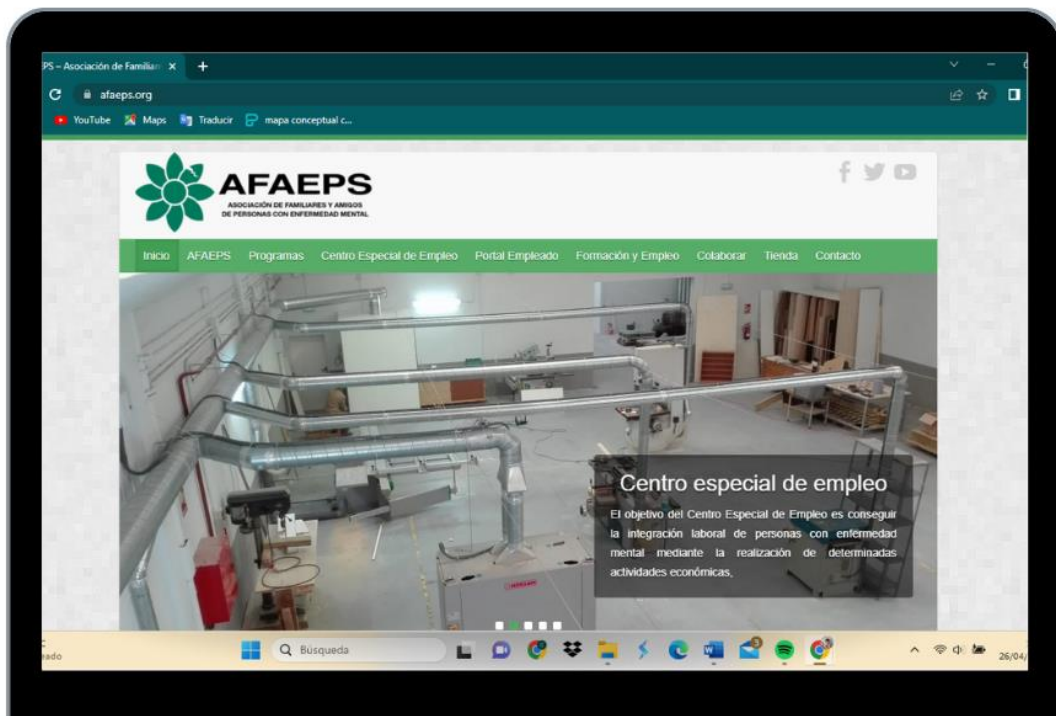 PS – Asociación de Familiar
afaeps.org
YouTube Maps Traducir mapa conceptual c...
AFAEPS
ASOCIACIÓN DE FAMILIARES Y AMIGOS
DE PERSONAS CON ENFERMEDAD MENTAL
Inicio AFAEPS Programas Centro Especial de Empleo Portal Empleado Formación y Empleo Colaborar Tienda Contacto
Centro especial de empleo
El objetivo del Centro Especial de Empleo es conseguir
la integración laboral de personas con enfermedad
mental mediante la realización de determinadas
actividades económicas,
Búsqueda
26/04/